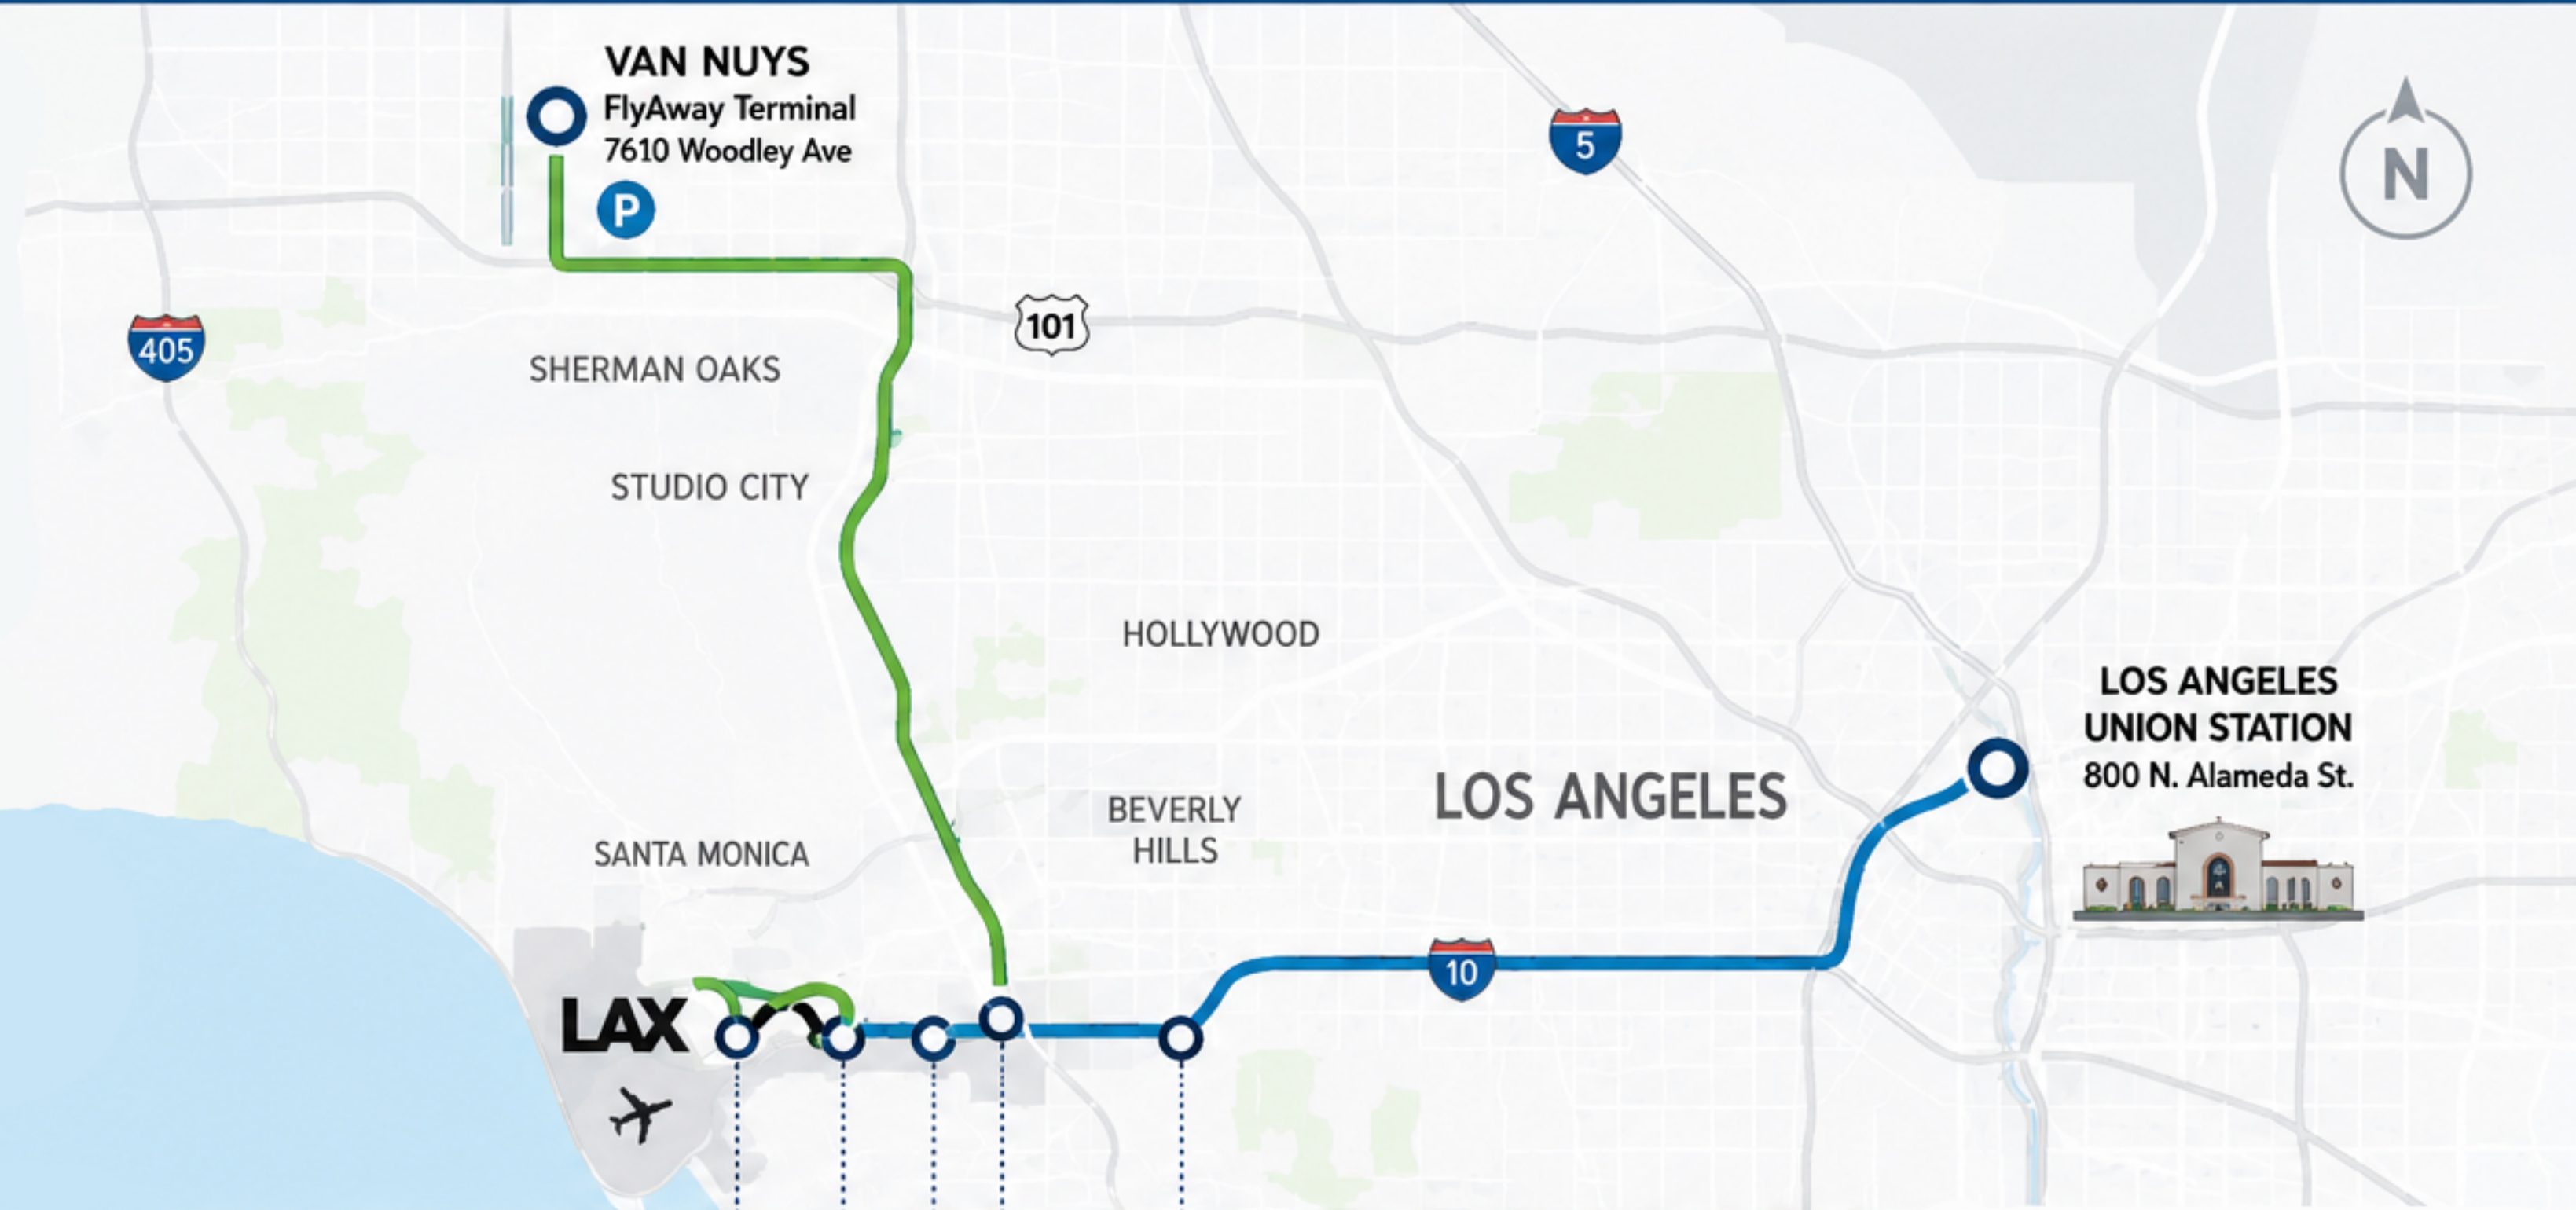 VAN NUYS
FlyAway Terminal
7610 Woodley Ave
P
5
N
405
101
SHERMAN OAKS
STUDIO CITY
HOLLYWOOD
LOS ANGELES
UNION STATION
800 N. Alameda St.
LOS ANGELES
BEVERLY
HILLS
SANTA MONICA
10
LAX